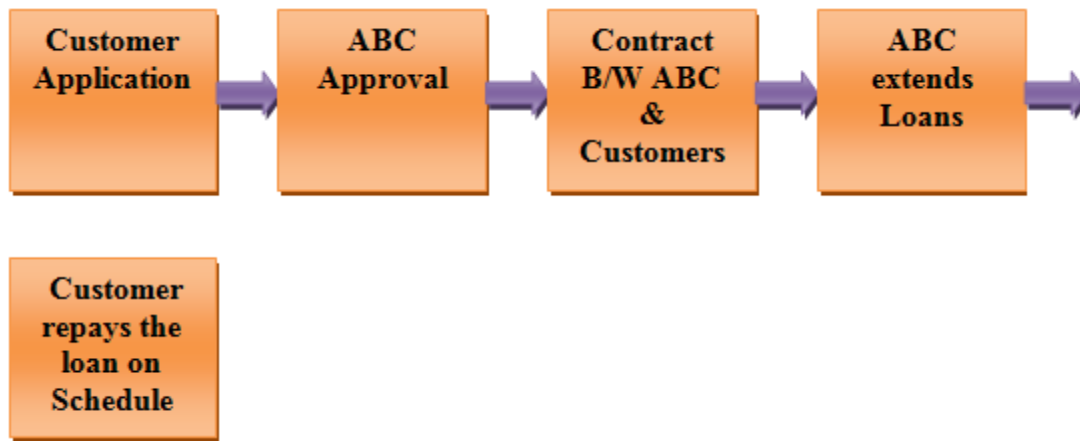 Customer
Application
ABC
Approval
Contract
B/W ABC
&
Customers
ABC
extends
Loans
Customer
repays the
loan on
Schedule